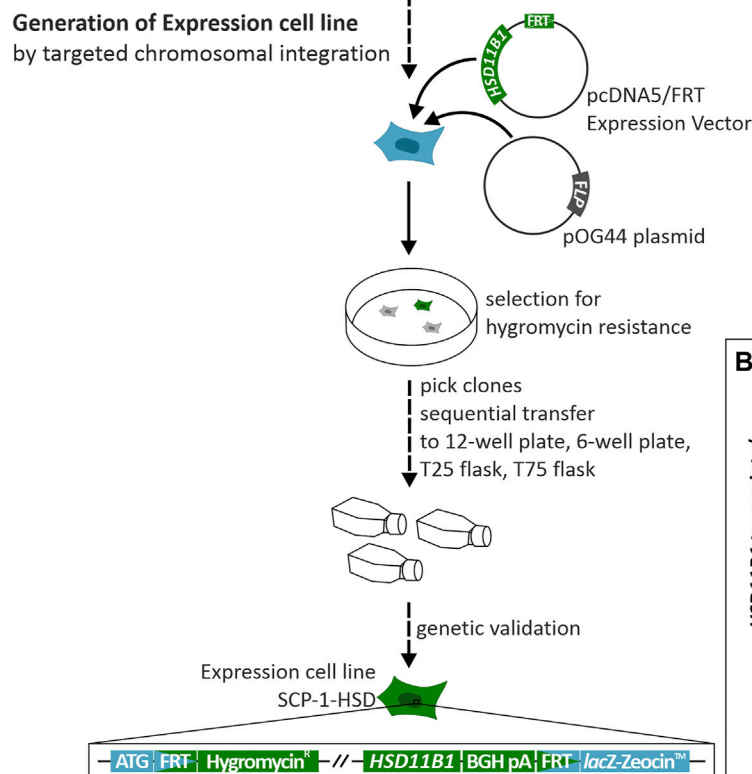 Generation of Expression cell line
by targeted chromosomal integration
FRT
HSD11B1
pcDNA5/FRT
Expression Vector
FLP
pOG44 plasmid
selection for
hygromycin resistance
pick clones
sequential transfer
to 12-well plate, 6-well plate,
T25 flask, T75 flask
B
genetic validation
Expression cell line
SCP-1-HSD
ATG FRT Hygromycin^R // HSD11B1 BGH pA FRT lacZ-Zeocin™